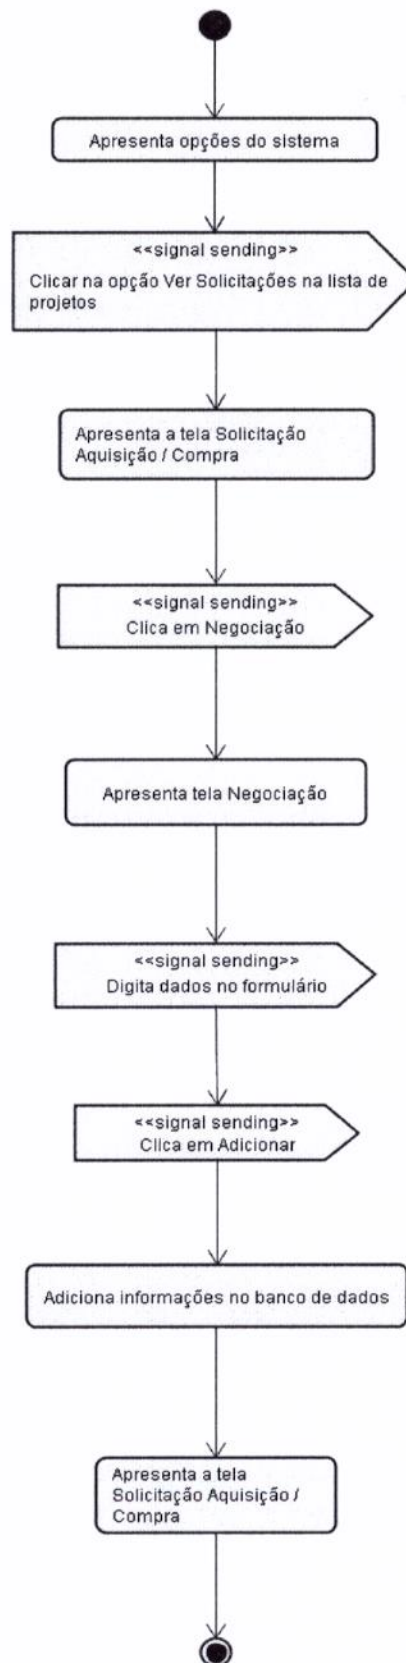 Apresenta opções do sistema
<<signal sending>>
Clicar na opção Ver Solicitações na lista de
projetos
Apresenta a tela Solicitação
Aquisição / Compra
<<signal sending>>
Clica em Negociação
Apresenta tela Negociação
<<signal sending>>
Digita dados no formulário
<<signal sending>>
Clica em Adicionar
Adiciona informações no banco de dados
Apresenta a tela
Solicitação Aquisição /
Compra